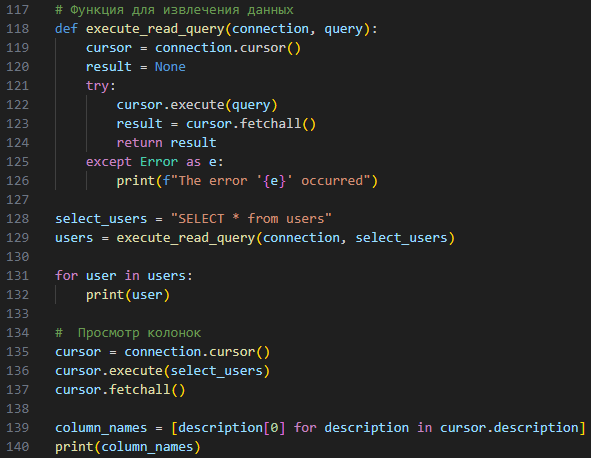 117 # Функция для извлечения данных
118 def execute_read_query(connection, query):
119     cursor = connection.cursor()
120     result = None
121     try:
122         cursor.execute(query)
123         result = cursor.fetchall()
124         return result
125     except Error as e:
126         print(f"The error '{e}' occurred")
127
128 select_users = "SELECT * from users"
129 users = execute_read_query(connection, select_users)
130
131 for user in users:
132     print(user)
133
134 #  Просмотр колонок
135 cursor = connection.cursor()
136 cursor.execute(select_users)
137 cursor.fetchall()
138
139 column_names = [description[0] for description in cursor.description]
140 print(column_names)